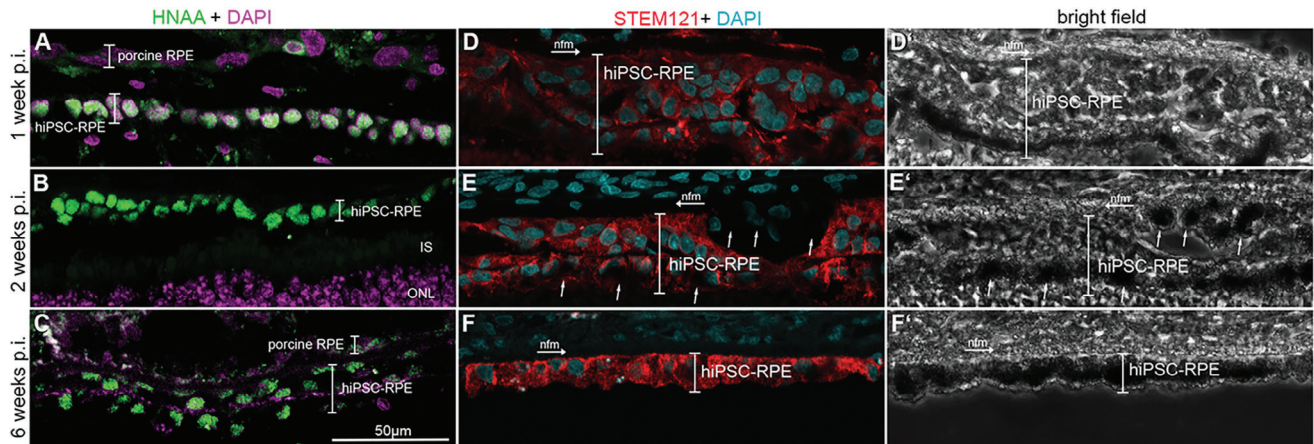 HNAA + DAPI
STEM121+ DAPI
bright field
1 week p.i.
A
porcine RPE
hiPSC-RPE
D
nfm
hiPSC-RPE
D'
nfm
hiPSC-RPE
2 weeks p.i.
B
hiPSC-RPE
IS
ONL
E
nfm
hiPSC-RPE
E'
nfm
hiPSC-RPE
6 weeks p.i.
C
porcine RPE
hiPSC-RPE
50µm
F
nfm
hiPSC-RPE
F'
nfm
hiPSC-RPE